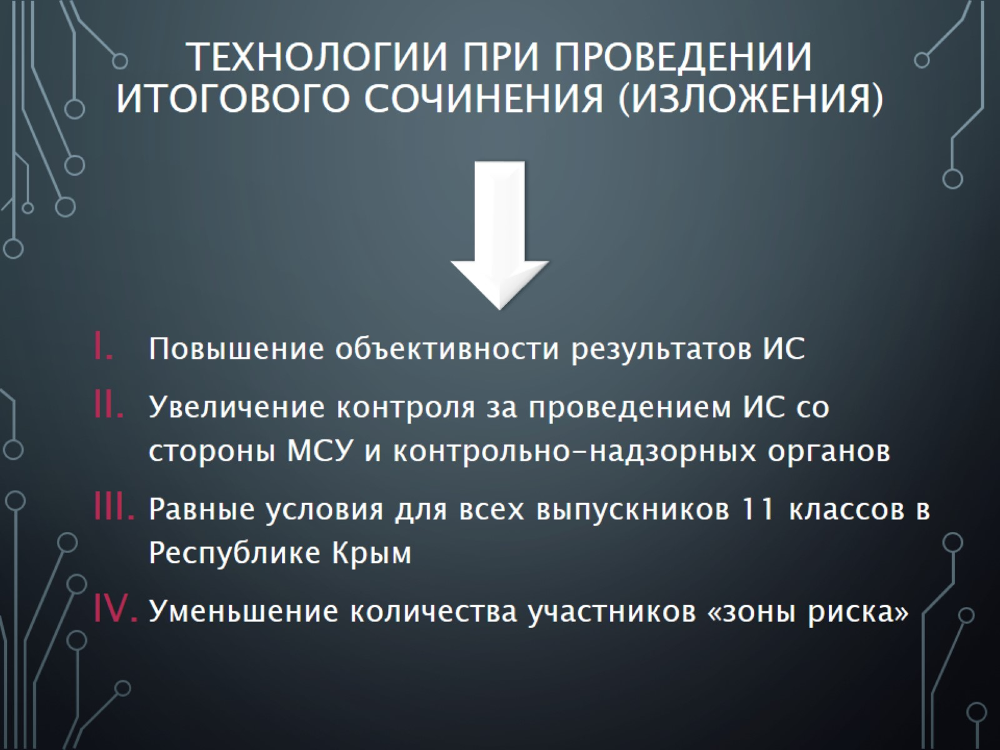 ТЕХНОЛОГИИ ПРИ ПРОВЕДЕНИИ
ИТОГОВОГО СОЧИНЕНИЯ (ИЗЛОЖЕНИЯ)
I. Повышение объективности результатов ИС
II. Увеличение контроля за проведением ИС со
стороны МСУ и контрольно-надзорных органов
III. Равные условия для всех выпускников 11 классов в
Республике Крым
IV. Уменьшение количества участников «зоны риска»